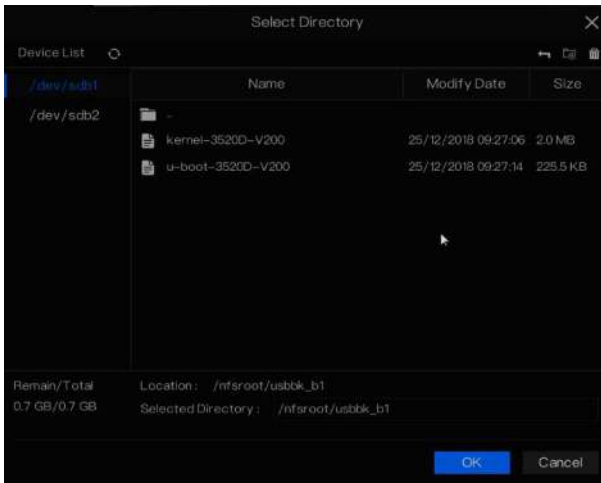 Select Directory
Device List
/dev/sdb1
/dev/sdb2
Name Modify Date Size
kernel-3520D-V200 25/12/2018 09:27:06 2.0 MB
u-boot-3520D-V200 25/12/2018 09:27:14 225.5 KB
Remain/Total
0.7 GB/0.7 GB
Location : /nfsroot/usbbk_b1
Selected Directory : /nfsroot/usbbk_b1
OK Cancel